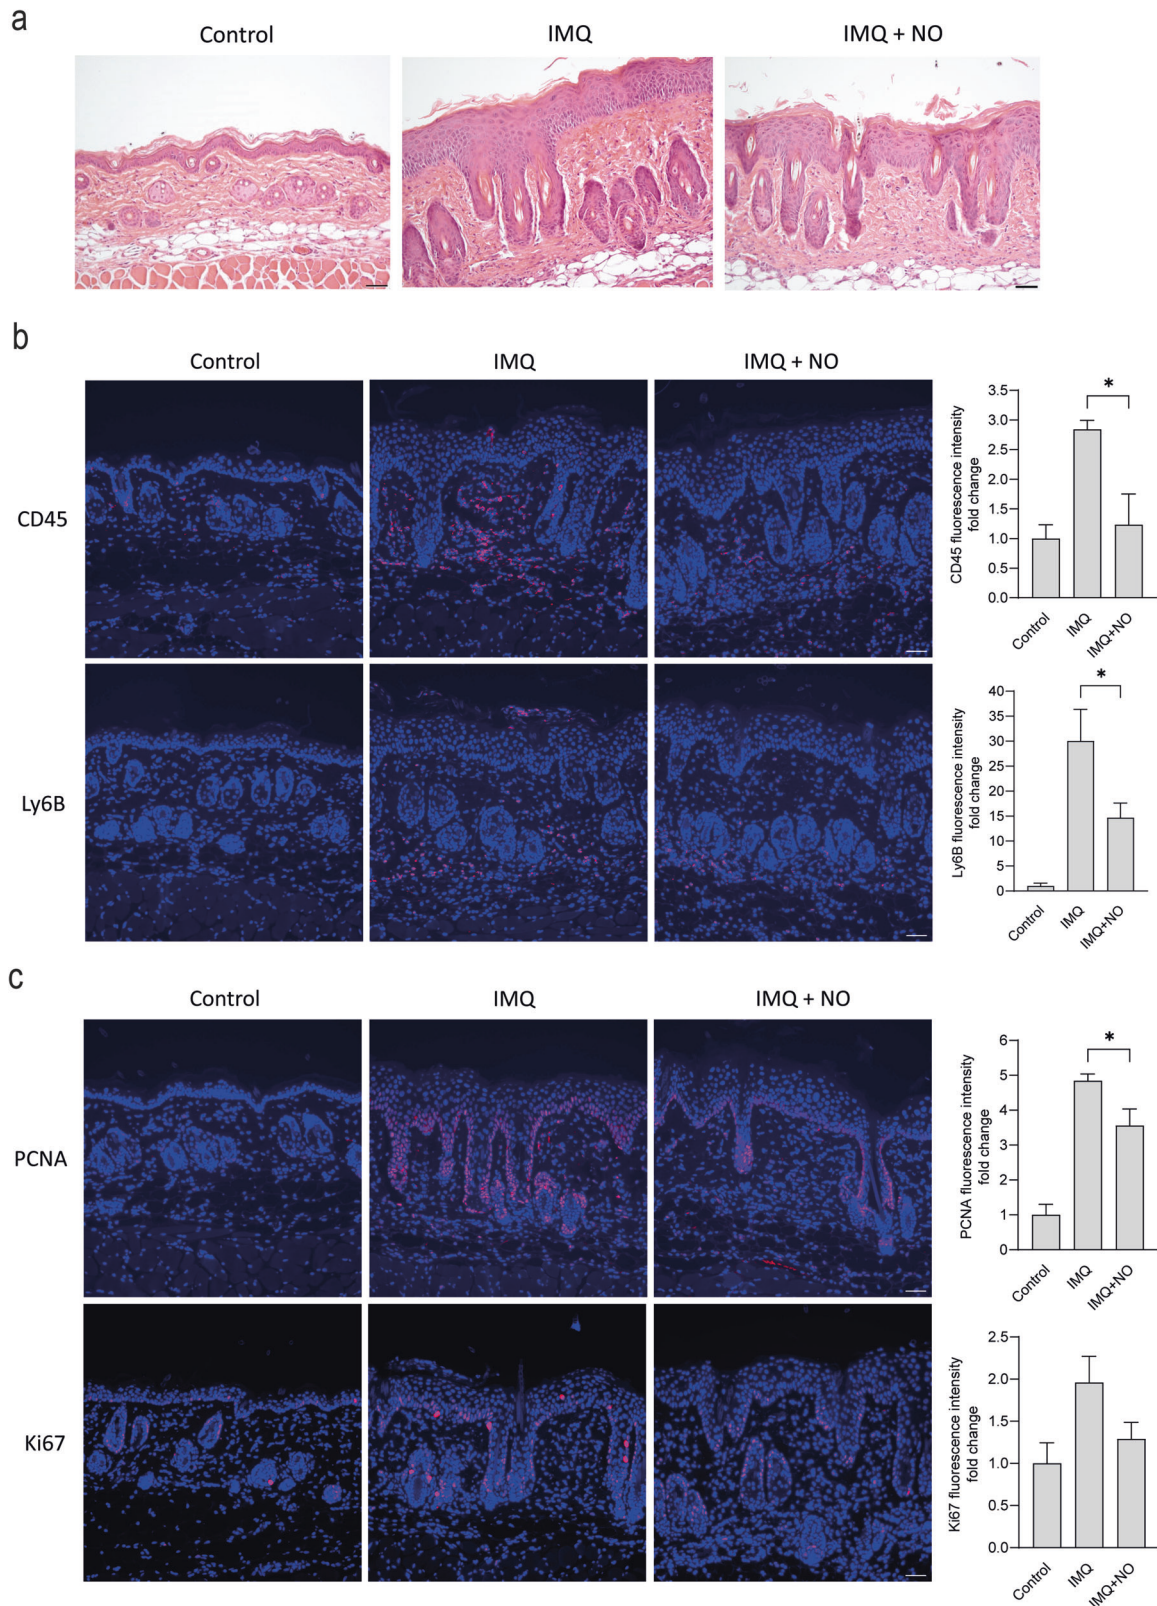 a
Control
IMQ
IMQ + NO
b
Control
IMQ
IMQ + NO
CD45
CD45 fluorescence intensity
fold change
3.5
3.0
2.5
2.0
1.5
1.0
0.5
0.0
*
Control
IMQ
IMQ+NO
Ly6B
Ly6B fluorescence intensity
fold change
40
35
30
25
20
15
10
5
0
*
Control
IMQ
IMQ+NO
c
Control
IMQ
IMQ + NO
PCNA
PCNA fluorescence intensity
fold change
6
5
4
3
2
1
0
*
Control
IMQ
IMQ+NO
Ki67
Ki67 fluorescence intensity
fold change
2.5
2.0
1.5
1.0
0.5
0.0
Control
IMQ
IMQ+NO